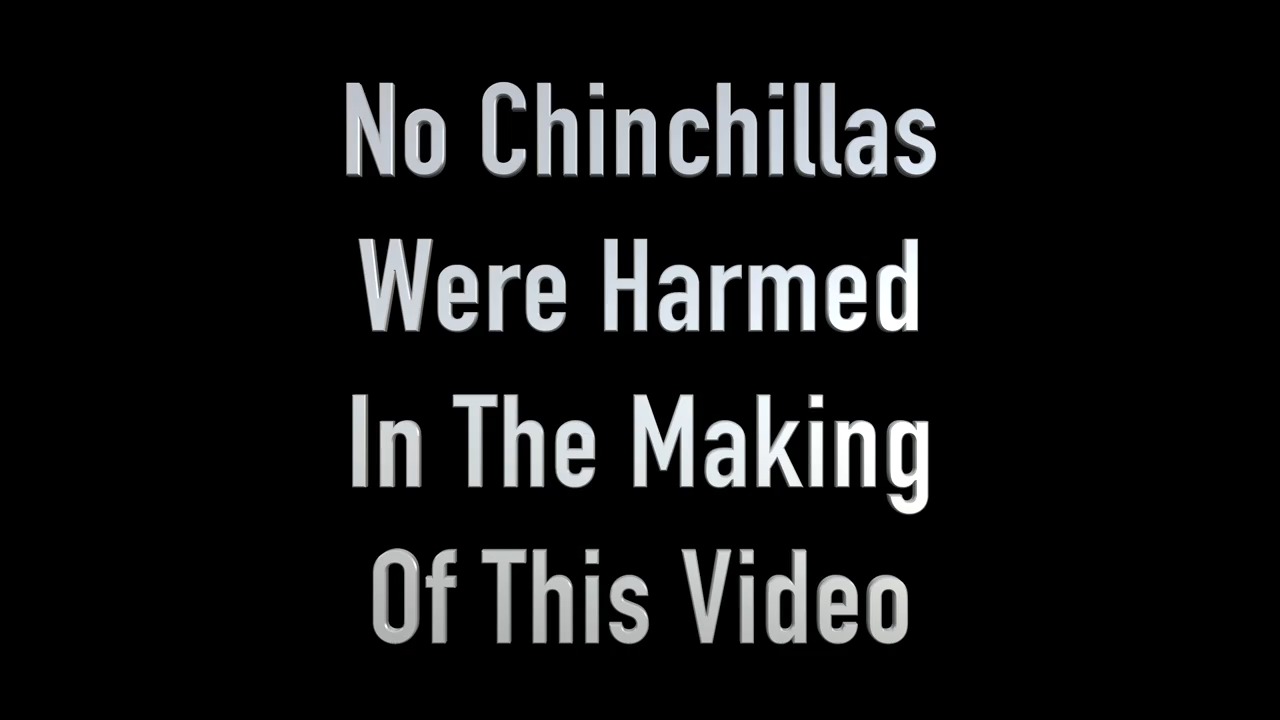 No Chinchillas
Were Harmed
In The Making
Of This Video